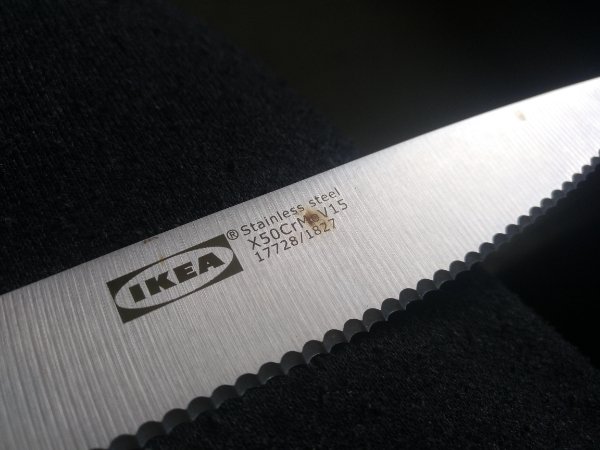 IKEA®
Stainless steel
X50CrMoV15
17728/1827